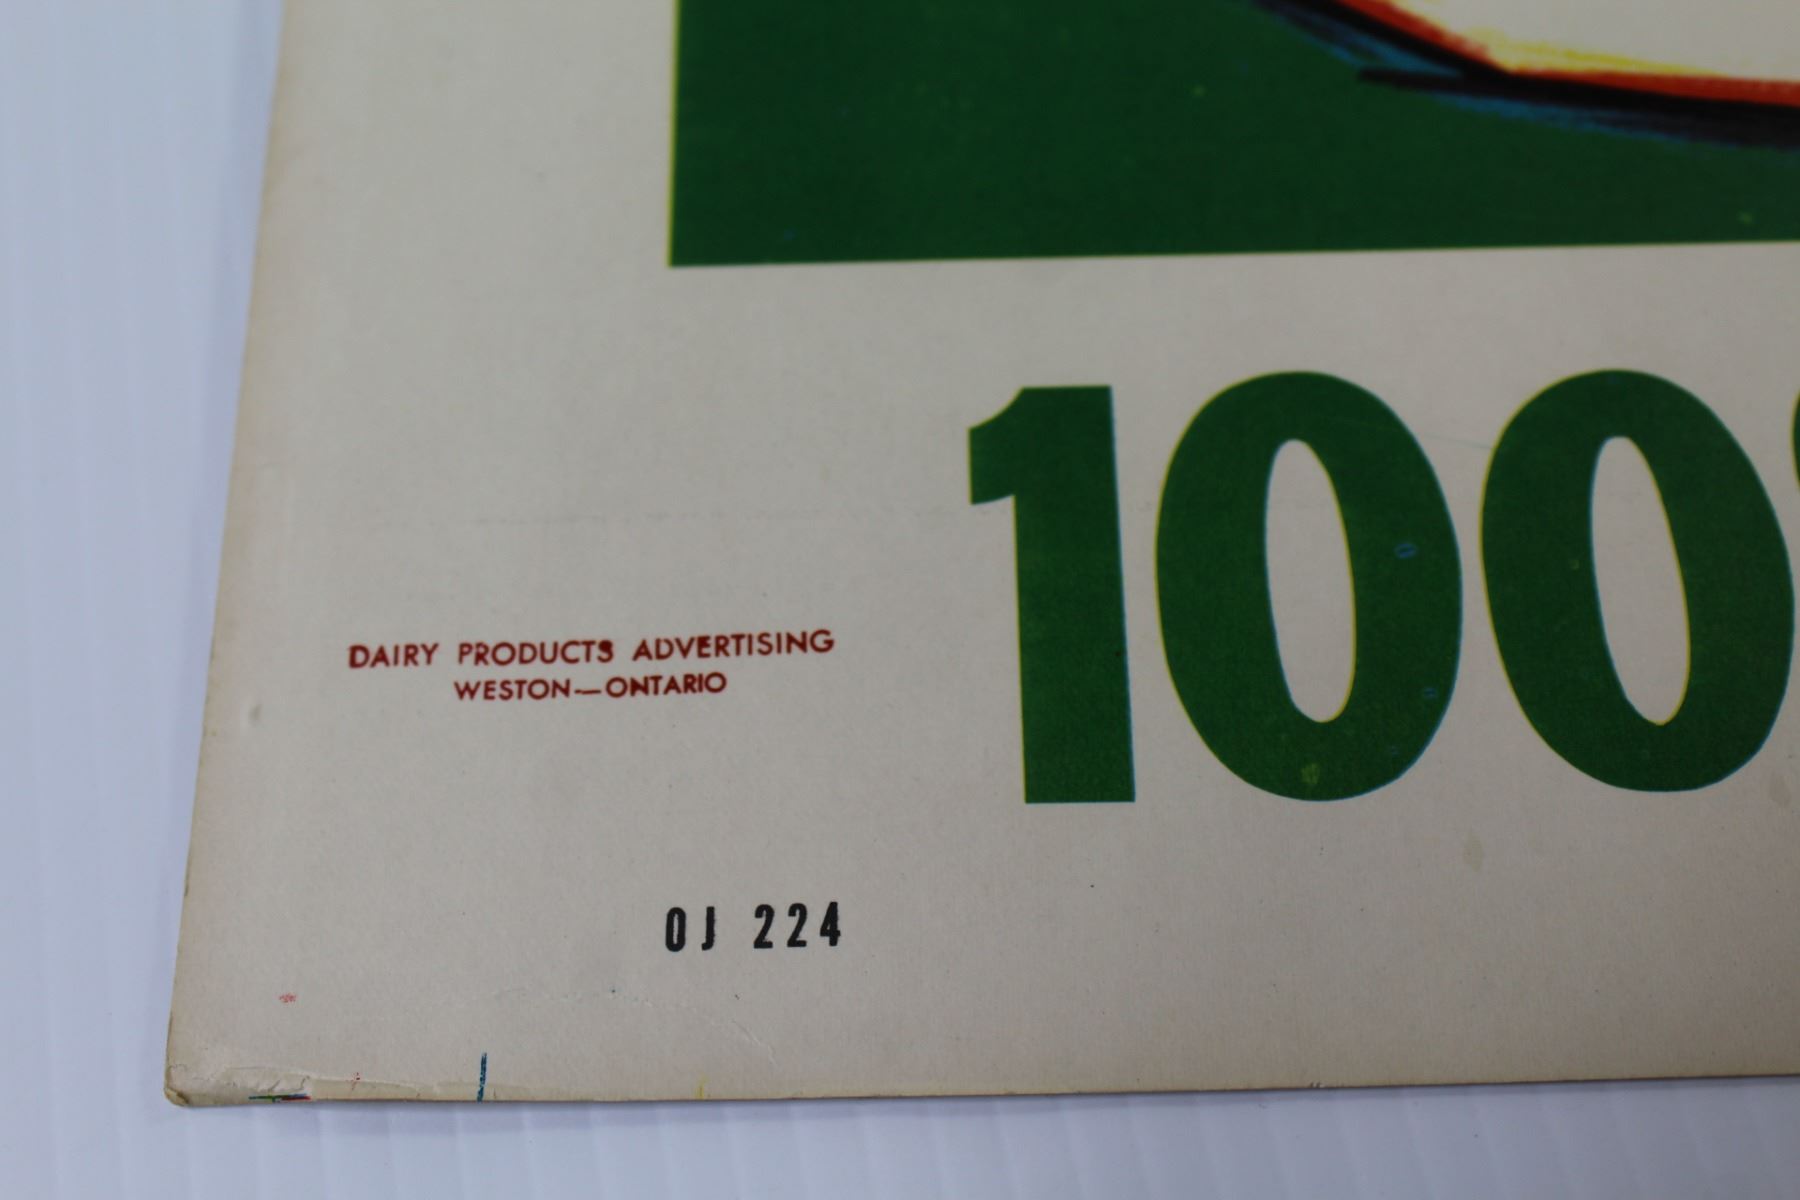 100
DAIRY PRODUCTS ADVERTISING
WESTON—ONTARIO
OJ 224